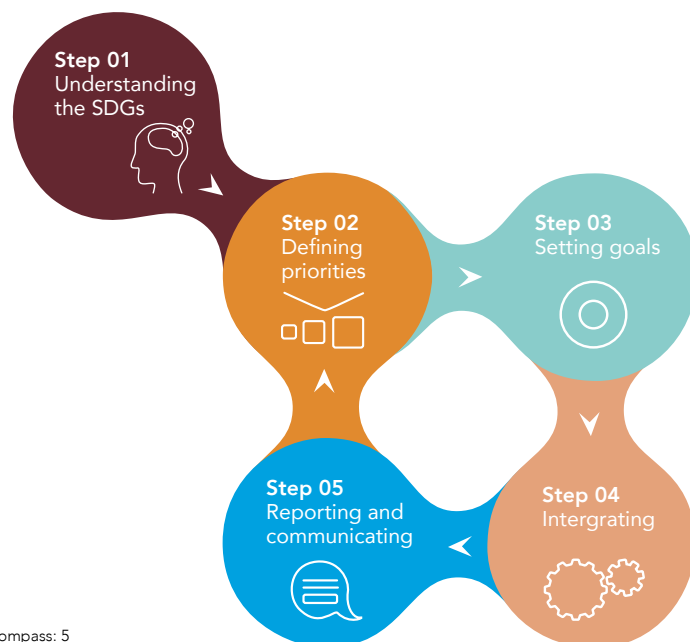 Step 01
Understanding
the SDGs
Step 02
Defining
priorities
Step 03
Setting goals
Step 04
Intergrating
Step 05
Reporting and
communicating
ompass: 5